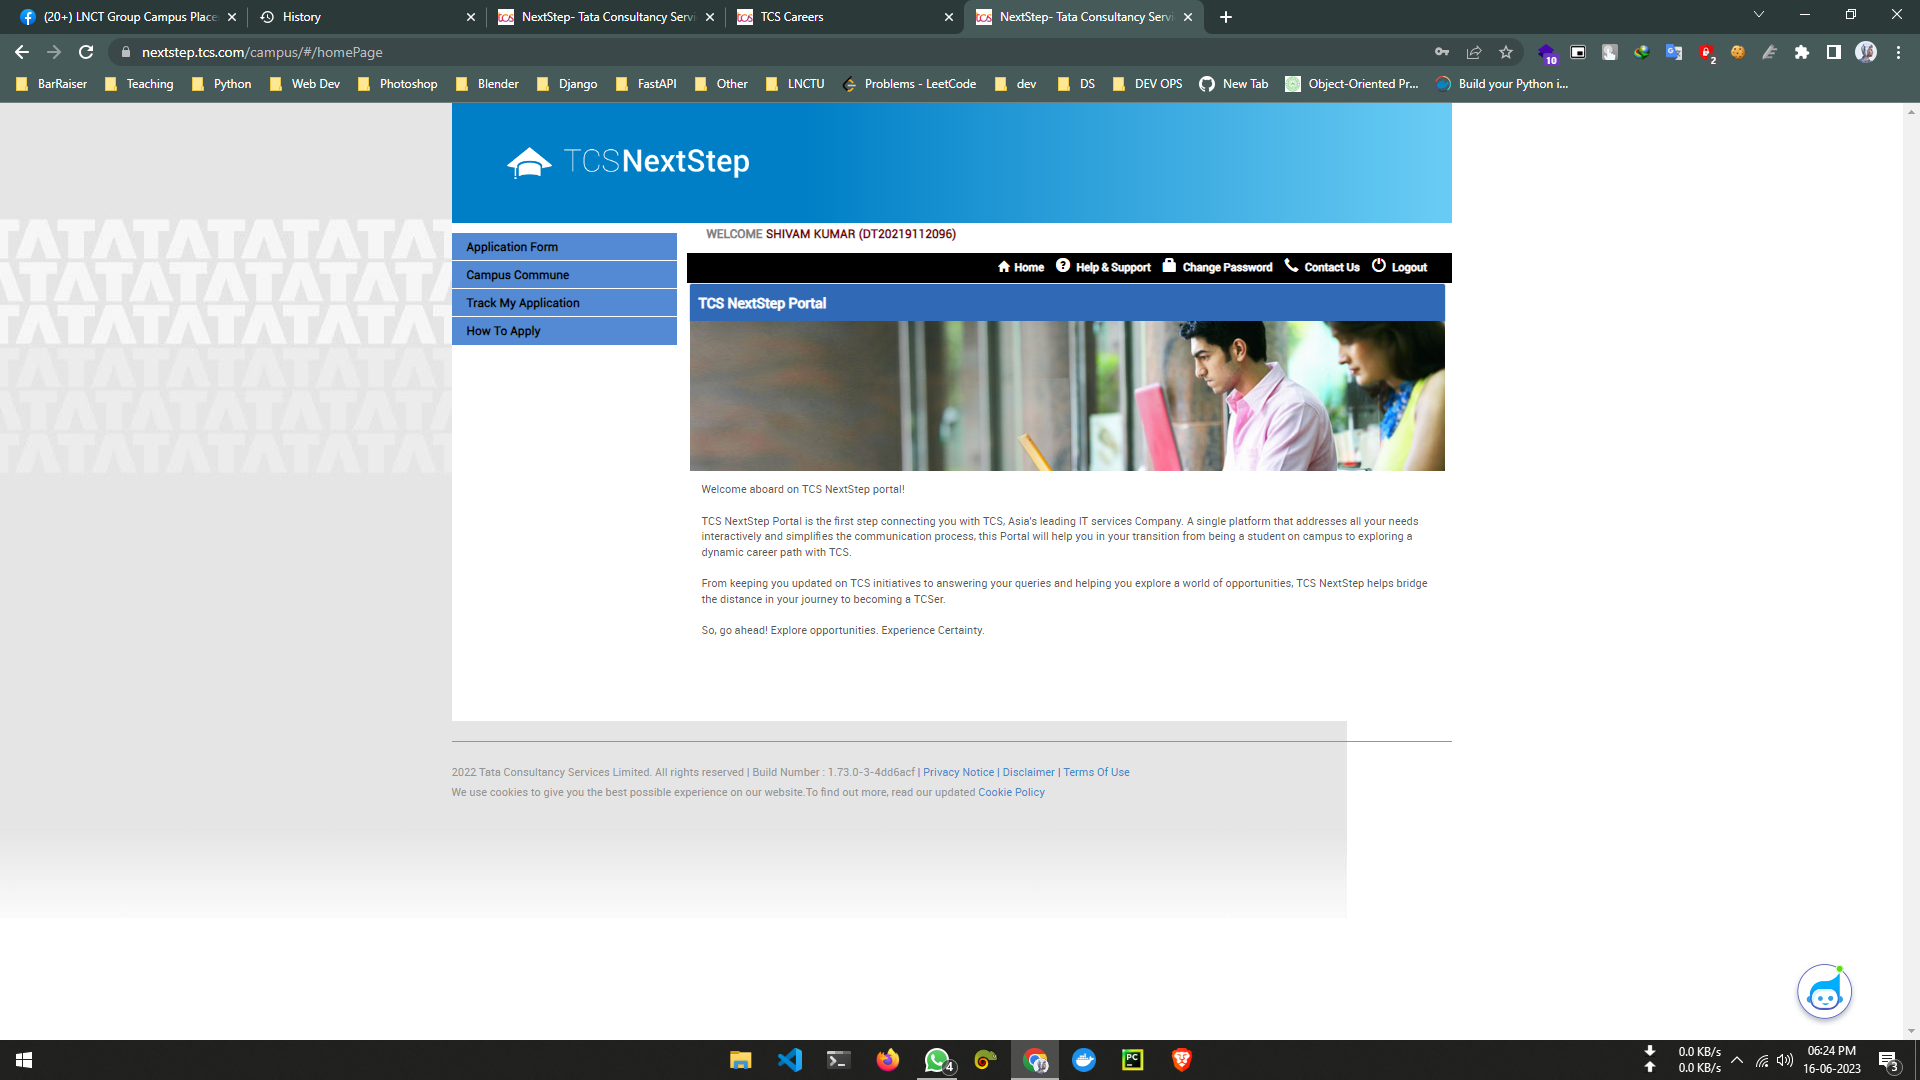 (20+) LNCT Group Campus Place
History
NextStep- Tata Consultancy Servi
TCS Careers
NextStep- Tata Consultancy Servi
nextstep.tcs.com/campus/#/homePage
10
2
BarRaiser
Teaching
Python
Web Dev
Photoshop
Blender
Django
FastAPI
Other
LNCTU
Problems - LeetCode
dev
DS
DEV OPS
New Tab
Object-Oriented Pr...
Build your Python i...
TCSNextStep
WELCOME SHIVAM KUMAR (DT20219112096)
Application Form
Campus Commune
Track My Application
How To Apply
Home
Help & Support
Change Password
Contact Us
Logout
TCS NextStep Portal
Welcome aboard on TCS NextStep portal!
TCS NextStep Portal is the first step connecting you with TCS, Asia's leading IT services Company. A single platform that addresses all your needs
interactively and simplifies the communication process, this Portal will help you in your transition from being a student on campus to exploring a
dynamic career path with TCS.
From keeping you updated on TCS initiatives to answering your queries and helping you explore a world of opportunities, TCS NextStep helps bridge
the distance in your journey to becoming a TCSer.
So, go ahead! Explore opportunities. Experience Certainty.
2022 Tata Consultancy Services Limited. All rights reserved | Build Number : 1.73.0-3-4dd6acf | Privacy Notice | Disclaimer | Terms Of Use
We use cookies to give you the best possible experience on our website.To find out more, read our updated Cookie Policy
4
PC
0.0 KB/s
0.0 KB/s
06:24 PM
16-06-2023
3